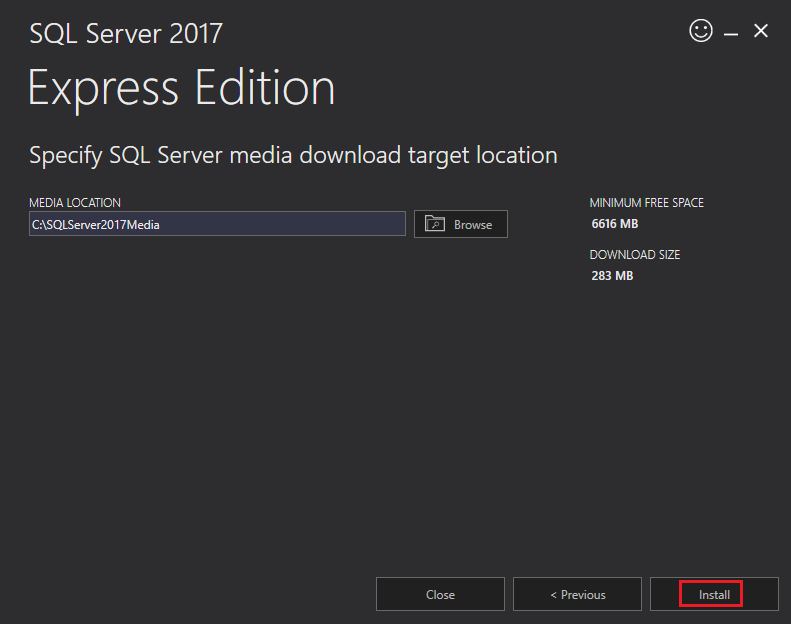 SQL Server 2017
Express Edition
Specify SQL Server media download target location
MEDIA LOCATION
C:\SQLServer2017Media
Browse
MINIMUM FREE SPACE
6616 MB
DOWNLOAD SIZE
283 MB
Close
< Previous
Install